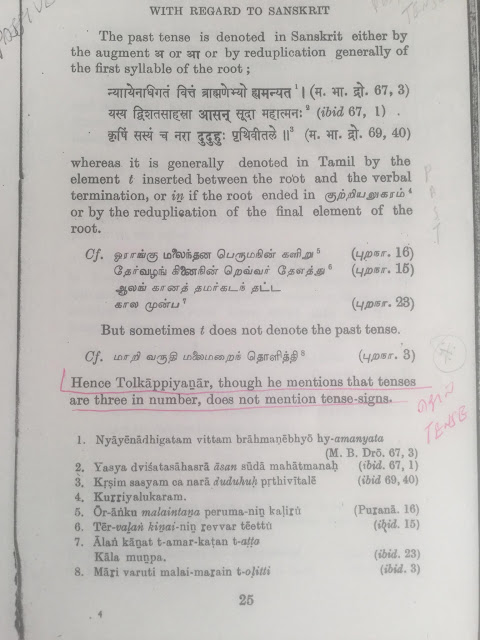 WITH REGARD TO SANSKRIT
The past tense is denoted in Sanskrit either by
the augment अ or आ or by reduplication generally of
the first syllable of the root ;
न्यायेनाधिगतं वित्तं ब्राह्मणेभ्यो ह्यमन्यत ¹। (म. भा. द्रो. 67, 3)
यस्य द्विशतसाहस्रा आसन् सूदा महात्मनः ² (ibid 67, 1) .
कृषिं सस्यं च नरा दुदुहुः पृथिवीतले ॥³ (म. भा. द्रो. 69, 40)
whereas it is generally denoted in Tamil by the
element t inserted between the root and the verbal
termination, or iṉ if the root ended in குற்றியலுகரம் ⁴
or by the reduplisation of the final element of the
root.
Cf. ஓராங்கு மலைந்தன பெருமகின் களிறு ⁵ (புறநா. 16)
தேர்வழங் கினைகின் றெவ்வர் தேஎத்து ⁶ (புறநா. 15)
ஆலங் கானத் தமர்கடந் தட்ட
கால முன்ப ⁷ (புறநா. 23)
But sometimes t does not denote the past tense.
Cf. மாரி வருதி மலைமறைந் தொளித்தி ⁸ (புறநா. 3)
Hence Tolkāppiyaṉār, though he mentions that tenses
are three in number, does not mention tense-signs.
TENSE
1. Nyāyēnādhigatam vittam brāhmaṇebhyō hy-amanyata
(M. B. Drō. 67, 3)
2. Yasya dviśatasāhasrā āsan sūdā mahātmanaḥ (ibid. 67, 1)
3. Kṛṣim sasyam ca narā duduhuḥ pṛthivītalē (ibid 69, 40)
4. Kuṟṟiyalukaram.
5. Ōr-āṅku malaintaṉa peruma-niṉ kaḷiṟu (Puṟanā. 16)
6. Tēr-vaḻaṅ kiṉai-niṉ ṟevvar tēettu (ibid. 15)
7. Ālaṅ kāṉat t-amar-kaṭan t-aṭṭa
Kāla muṉpa. (ibid. 23)
8. Māri varuti malai-maṟain t-oḷitti (ibid. 3)
25
4